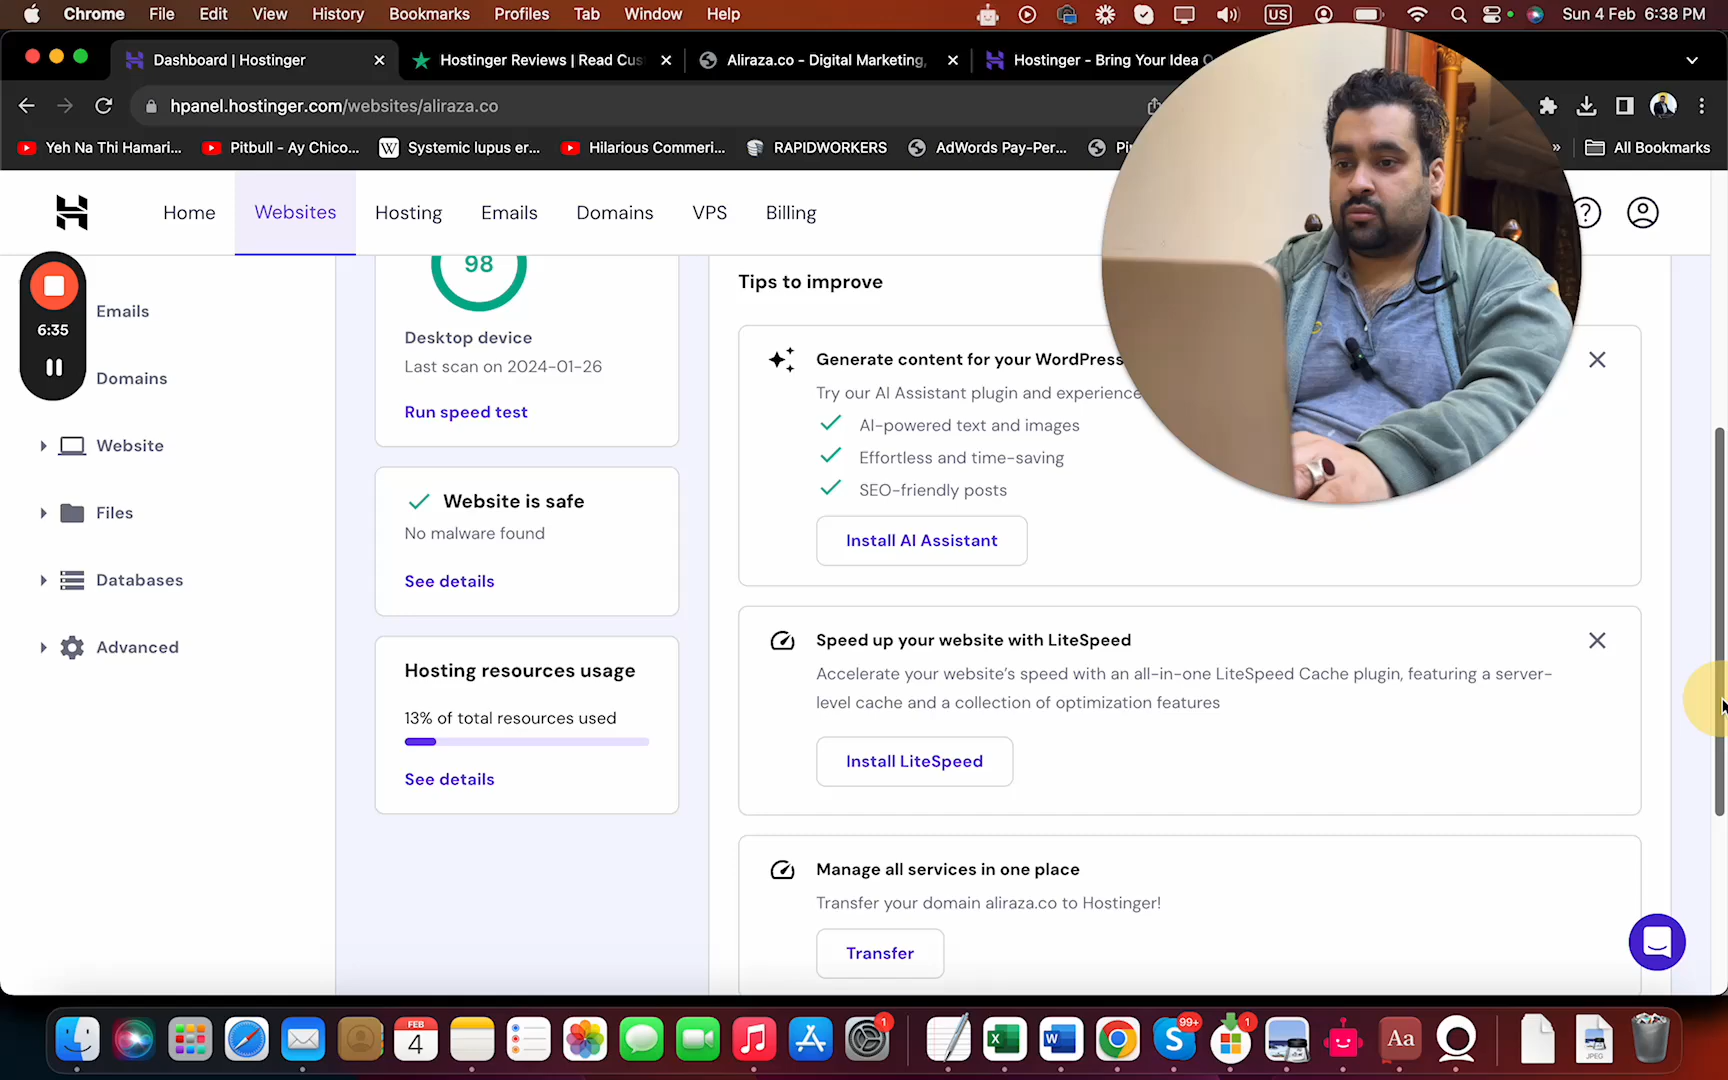 Chrome File Edit View History Bookmarks Profiles Tab Window Help US Sun 4 Feb 6:38 PM
Dashboard | Hostinger Hostinger Reviews | Read Cus Aliraza.co - Digital Marketing, Hostinger - Bring Your Idea
hpanel.hostinger.com/websites/aliraza.co
Yeh Na Thi Hamari... Pitbull - Ay Chico... Systemic lupus er... Hilarious Commeri... RAPIDWORKERS AdWords Pay-Per... » All Bookmarks
Home Websites Hosting Emails Domains VPS Billing
6:35
Emails
Domains
Website
Files
Databases
Advanced
98
Desktop device
Last scan on 2024-01-26
Run speed test
Website is safe
No malware found
See details
Hosting resources usage
13% of total resources used
See details
Tips to improve
Generate content for your WordPress
Try our AI Assistant plugin and experience
AI-powered text and images
Effortless and time-saving
SEO-friendly posts
Install AI Assistant
Speed up your website with LiteSpeed
Accelerate your website's speed with an all-in-one LiteSpeed Cache plugin, featuring a server-
level cache and a collection of optimization features
Install LiteSpeed
Manage all services in one place
Transfer your domain aliraza.co to Hostinger!
Transfer
FEB
4
1
99+
1
Aa
JPEG